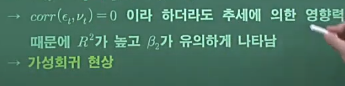 → corr(ϵₜ, νₜ) = 0 이라 하더라도 추세에 의한 영향력
때문에 R²가 높고 β₂가 유의하게 나타남
→ 가성회귀 현상